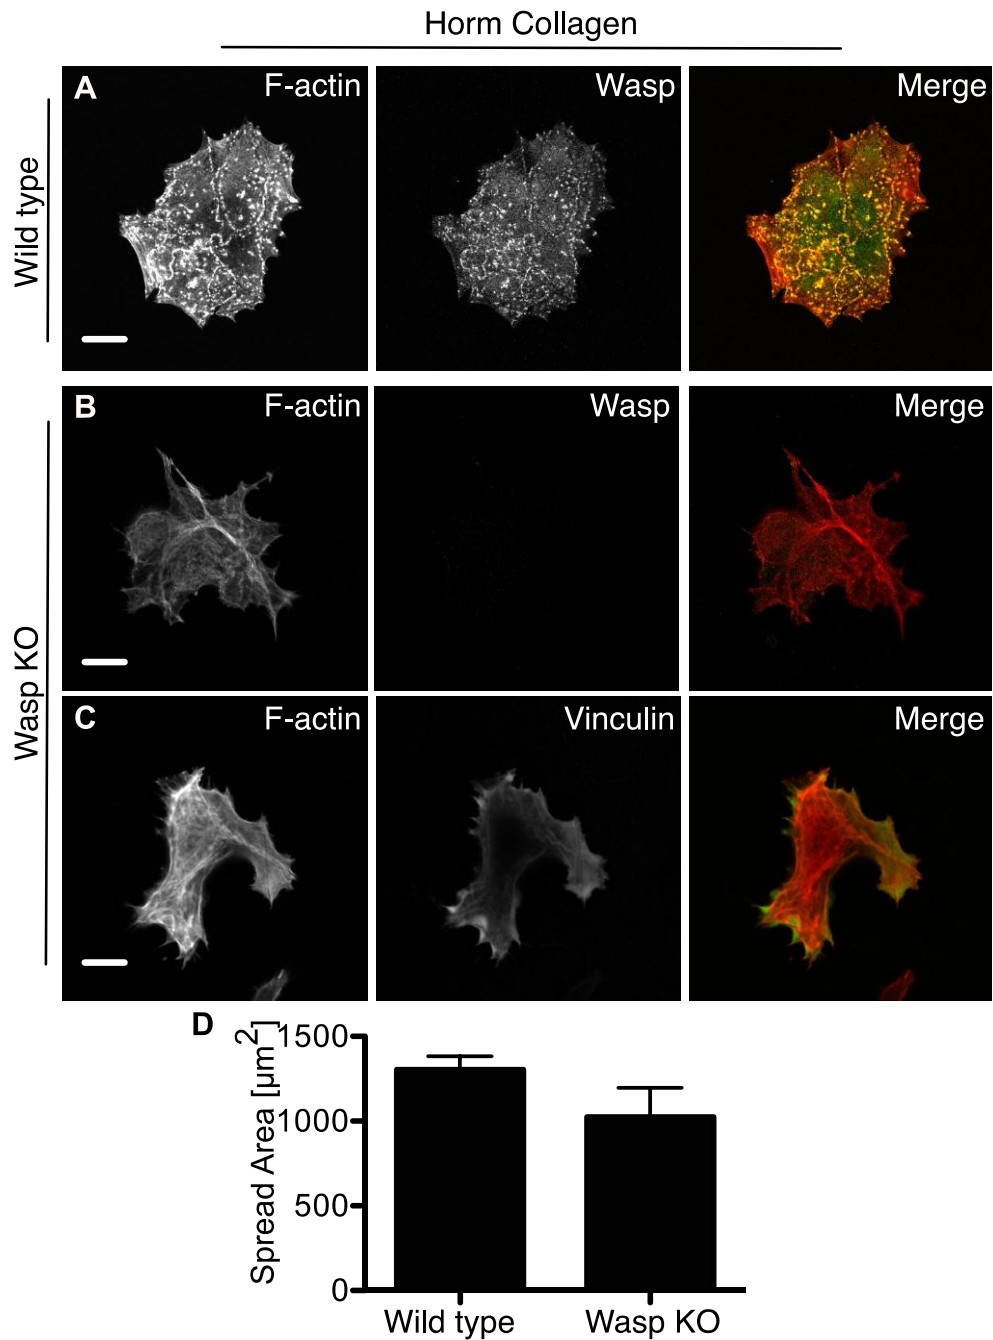 Horm Collagen
Wild type
A F-actin Wasp Merge
Wasp KO
B F-actin Wasp Merge
C F-actin Vinculin Merge
D
Spread Area [µm²]
1500
1000
500
0
Wild type Wasp KO